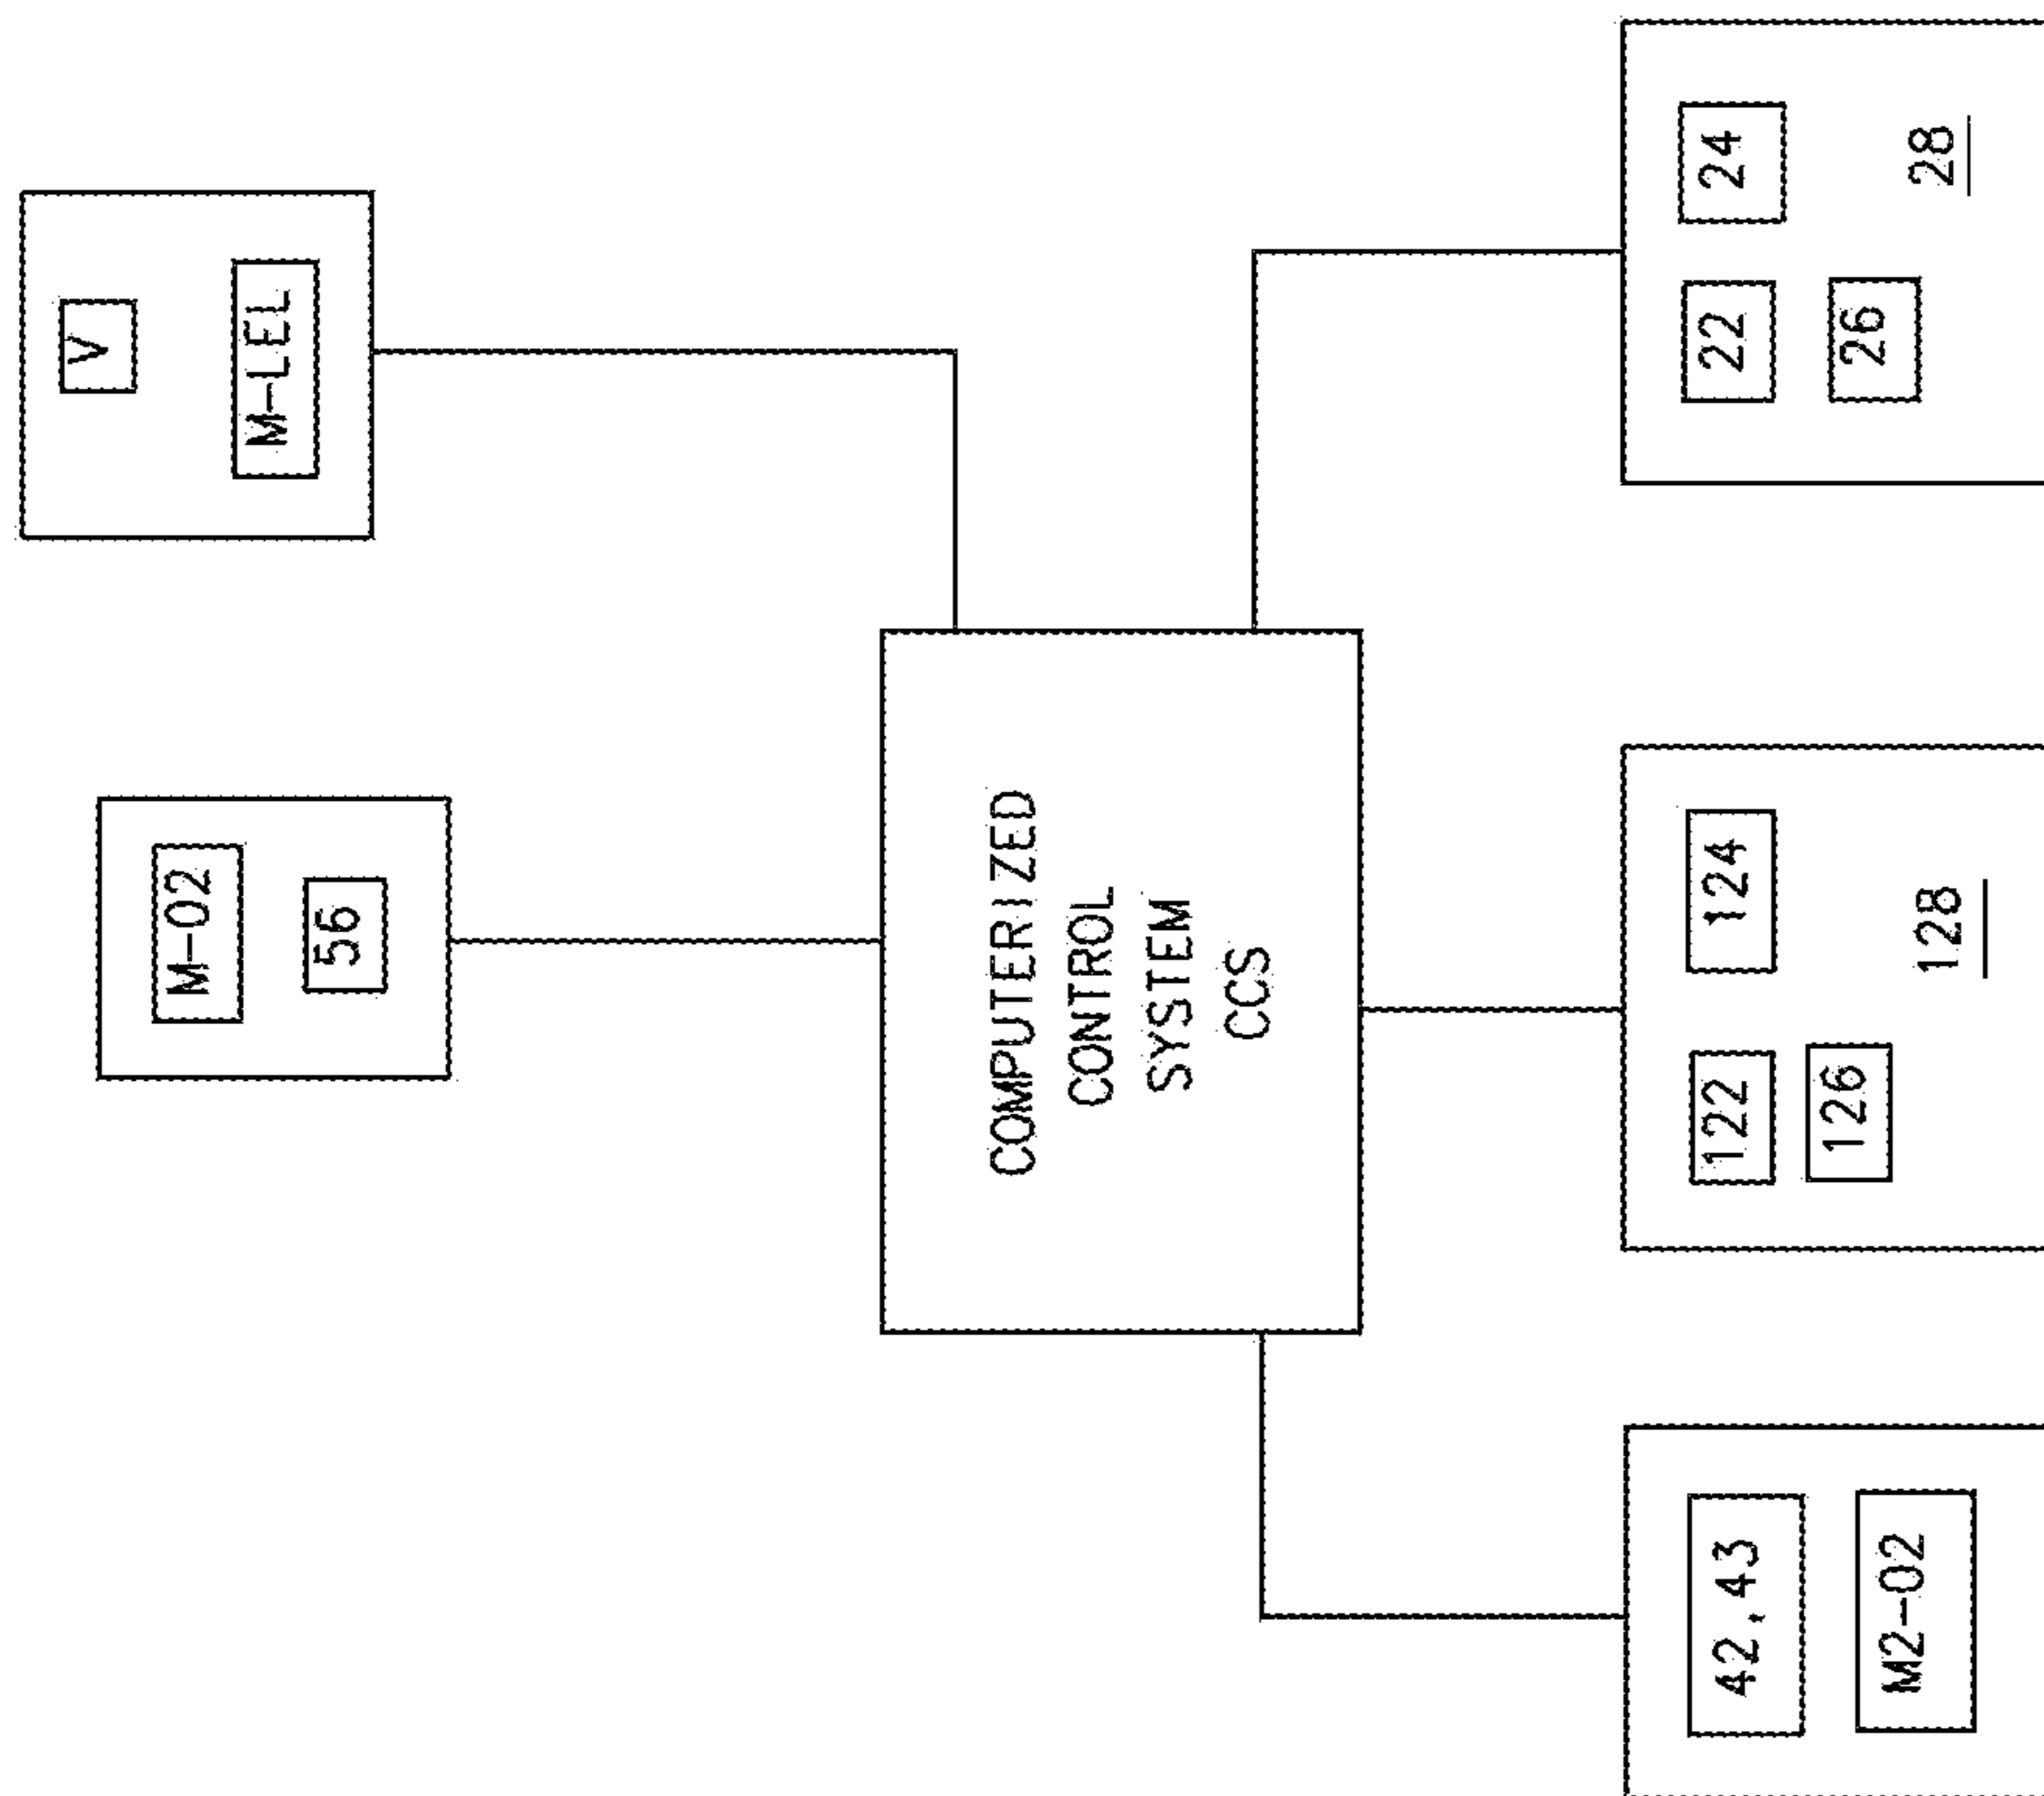 V
M-LEL
M-02
56
COMPUTERIZED
CONTROL
SYSTEM
CCS
24
22
26
28
124
122
126
128
42,43
M2-02